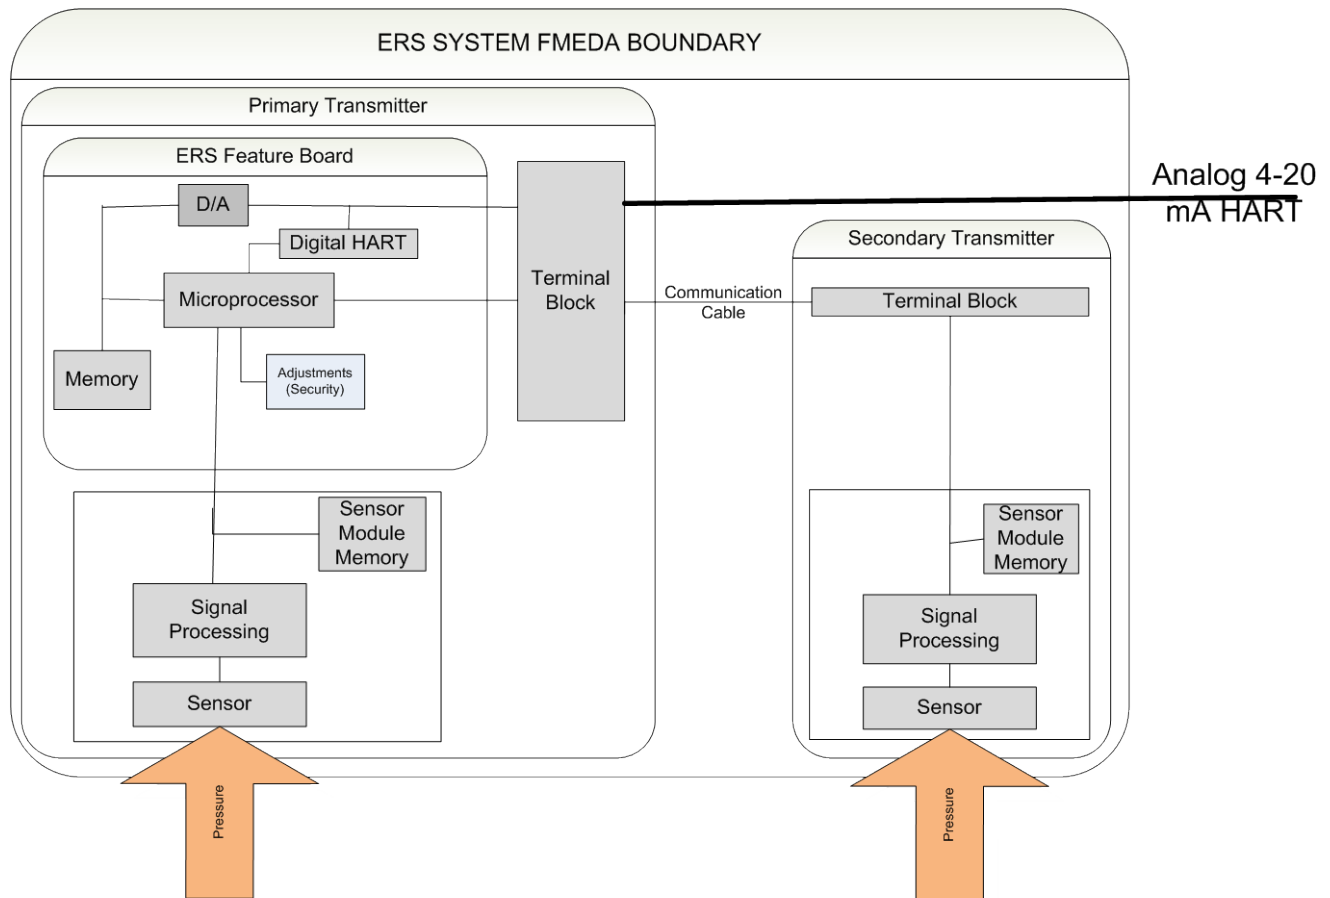 ERS SYSTEM FMEDA BOUNDARY
Primary Transmitter
ERS Feature Board
D/A
Digital HART
Microprocessor
Memory
Adjustments
(Security)
Terminal
Block
Analog 4-20
mA HART
Communication
Cable
Secondary Transmitter
Terminal Block
Sensor
Module
Memory
Signal
Processing
Sensor
Pressure
Sensor
Module
Memory
Signal
Processing
Sensor
Pressure